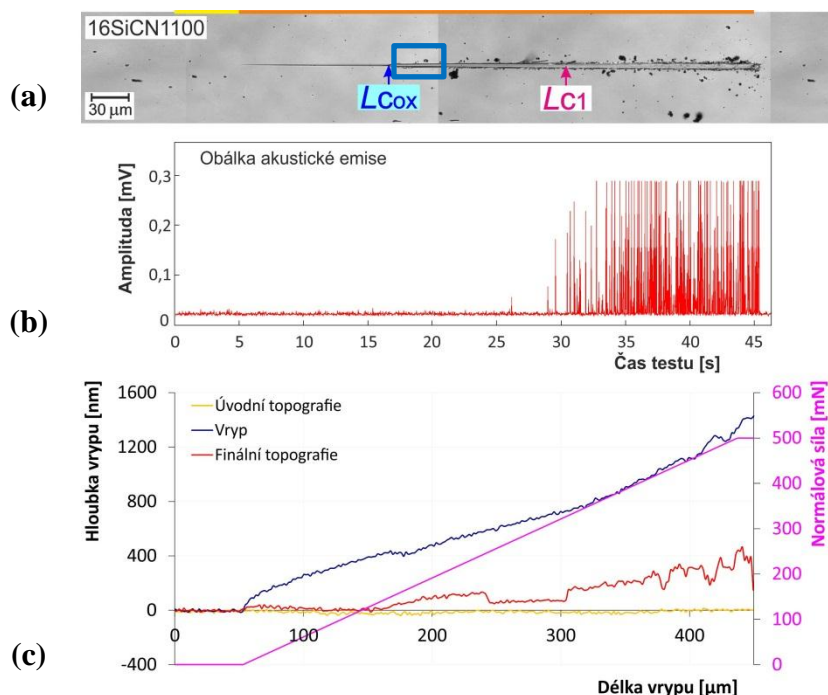 16SiCN1100
(a)
LCox
LC1
30 μm
Obálka akustické emise
Amplituda [mV]
0,3
0,2
0,1
0
(b)
0 5 10 15 20 25 30 35 40 45
Čas testu [s]
Hloubka vrypu [nm]
1600
1200
800
400
0
-400
Úvodní topografie
Vryp
Finální topografie
600
500
400
300
200
100
0
Normálová síla [mN]
(c)
0 100 200 300 400
Délka vrypu [μm]